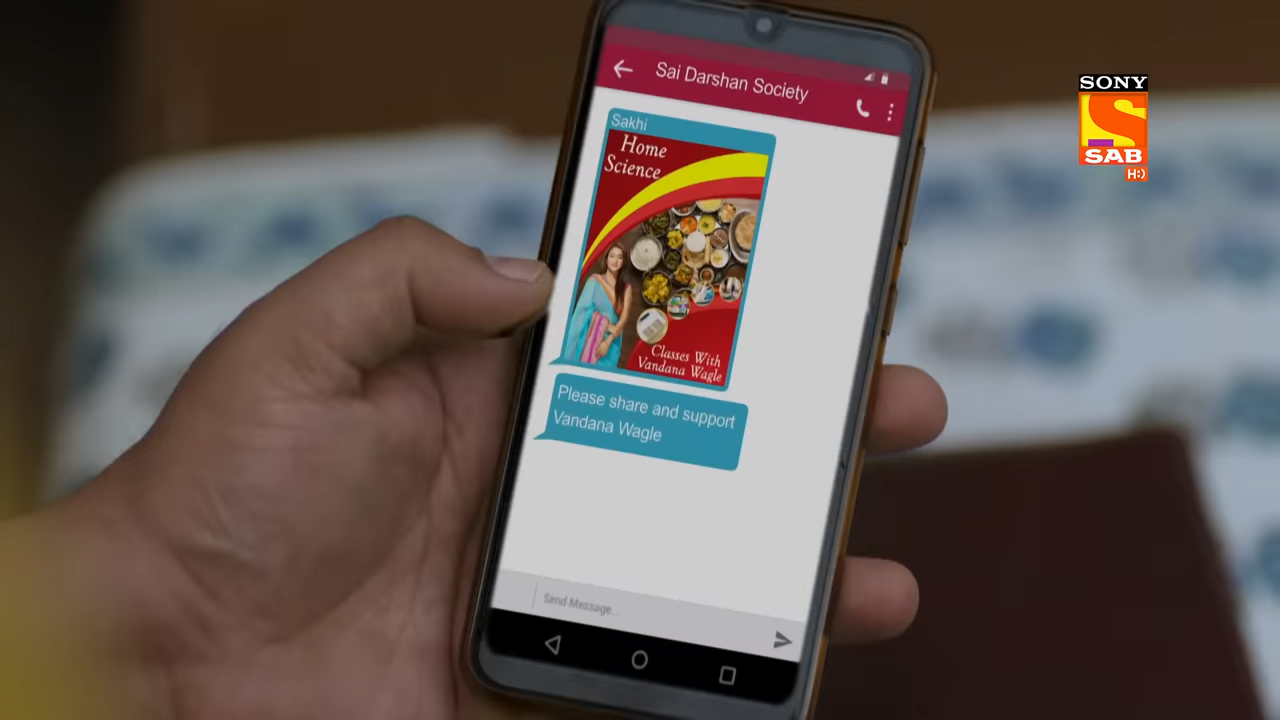 Sai Darshan Society
Sakhi
Home
Science
Classes With
Vandana Wagle
Please share and support
Vandana Wagle
Send Message...
SONY
S
SAB
HD